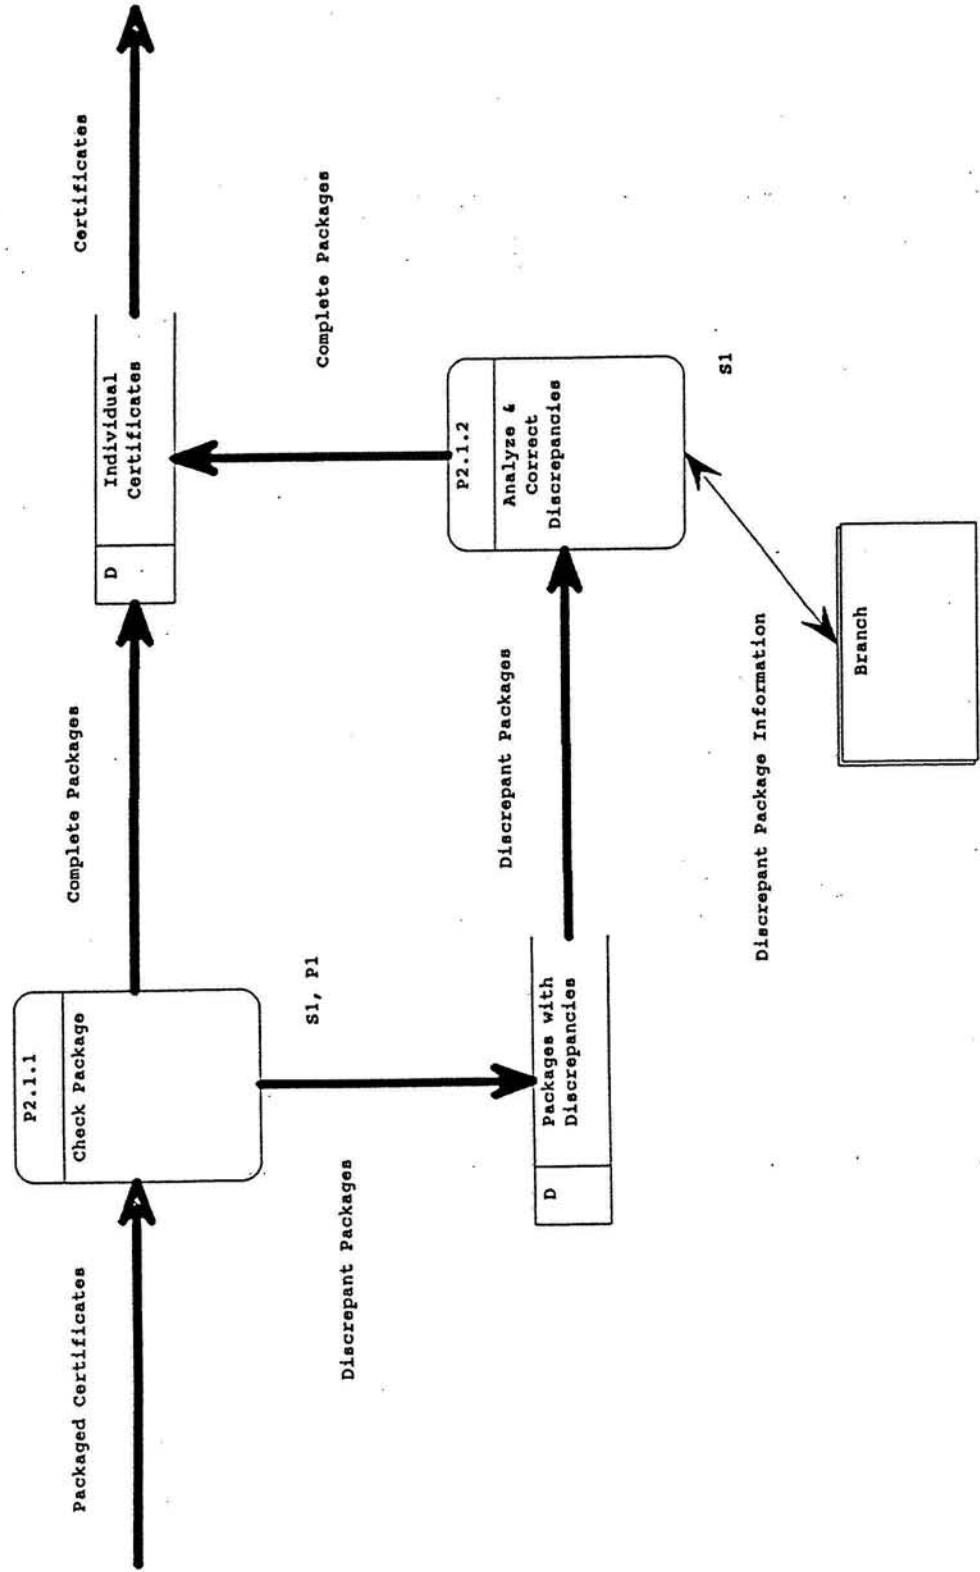 Packaged Certificates
P2.1.1
Check Package
S1, P1
Complete Packages
D
Individual
Certificates
Certificates
Discrepant Packages
D
Packages with
Discrepancies
Discrepant Packages
P2.1.2
Analyze &
Correct
Discrepancies
S1
Complete Packages
Discrepant Package Information
Branch